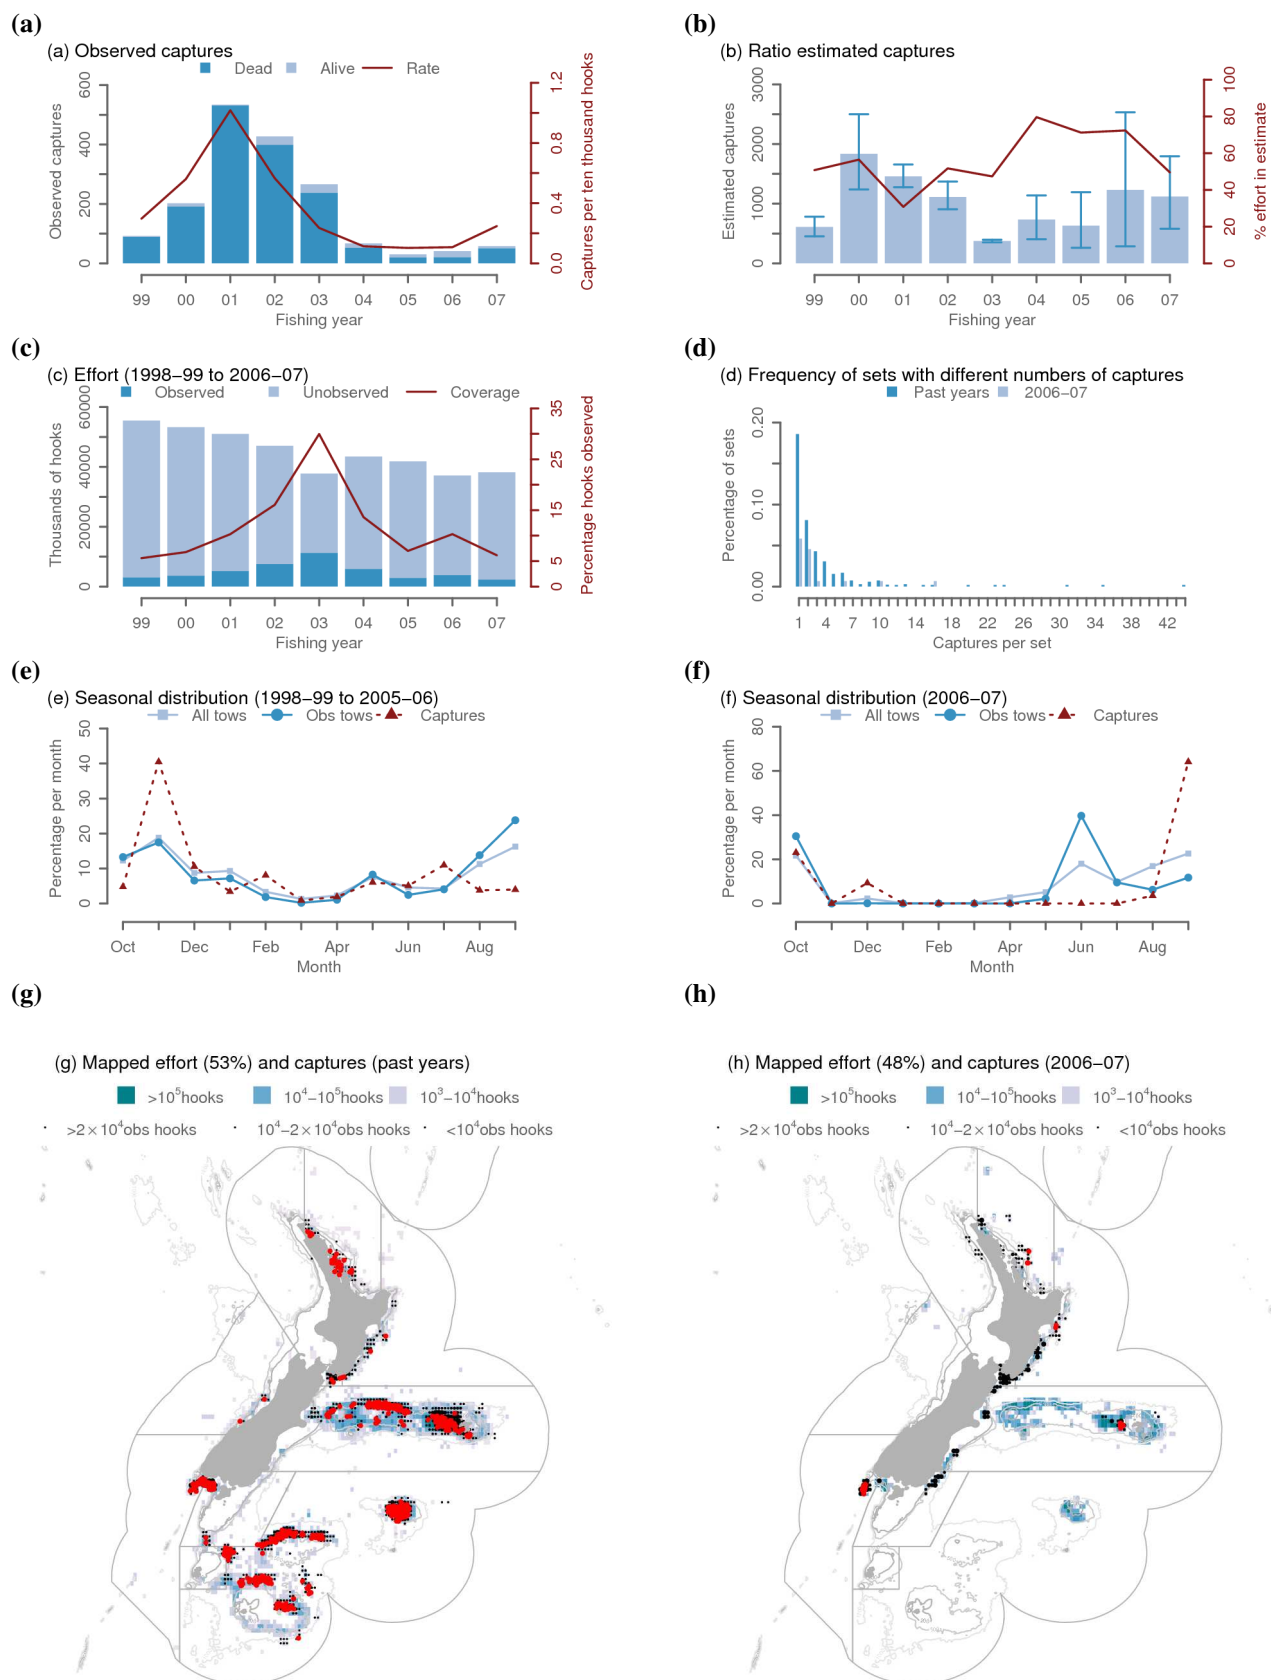 (a)
(a) Observed captures
Dead Alive Rate
Observed captures
0 200 400 600
Captures per ten thousand hooks
0.0 0.4 0.8 1.2
99 00 01 02 03 04 05 06 07
Fishing year
(b)
(b) Ratio estimated captures
Estimated captures
0 1000 2000 3000
% effort in estimate
0 20 40 60 80 100
99 00 01 02 03 04 05 06 07
Fishing year
(c)
(c) Effort (1998–99 to 2006–07)
Observed Unobserved Coverage
Thousands of hooks
0 20000 40000 60000
Percentage hooks observed
0 5 15 25 35
99 00 01 02 03 04 05 06 07
Fishing year
(d)
(d) Frequency of sets with different numbers of captures
Past years 2006–07
Percentage of sets
0.00 0.10 0.20
1 4 7 10 14 18 22 26 30 34 38 42
Captures per set
(e)
(e) Seasonal distribution (1998–99 to 2005–06)
All tows Obs tows Captures
Percentage per month
0 10 20 30 40 50
Oct Dec Feb Apr Jun Aug
Month
(f)
(f) Seasonal distribution (2006–07)
All tows Obs tows Captures
Percentage per month
0 20 40 60 80
Oct Dec Feb Apr Jun Aug
Month
(g)
(g) Mapped effort (53%) and captures (past years)
>10⁵hooks 10⁴–10⁵hooks 10³–10⁴hooks
>2×10⁴obs hooks 10⁴–2×10⁴obs hooks <10⁴obs hooks
(h)
(h) Mapped effort (48%) and captures (2006–07)
>10⁵hooks 10⁴–10⁵hooks 10³–10⁴hooks
>2×10⁴obs hooks 10⁴–2×10⁴obs hooks <10⁴obs hooks